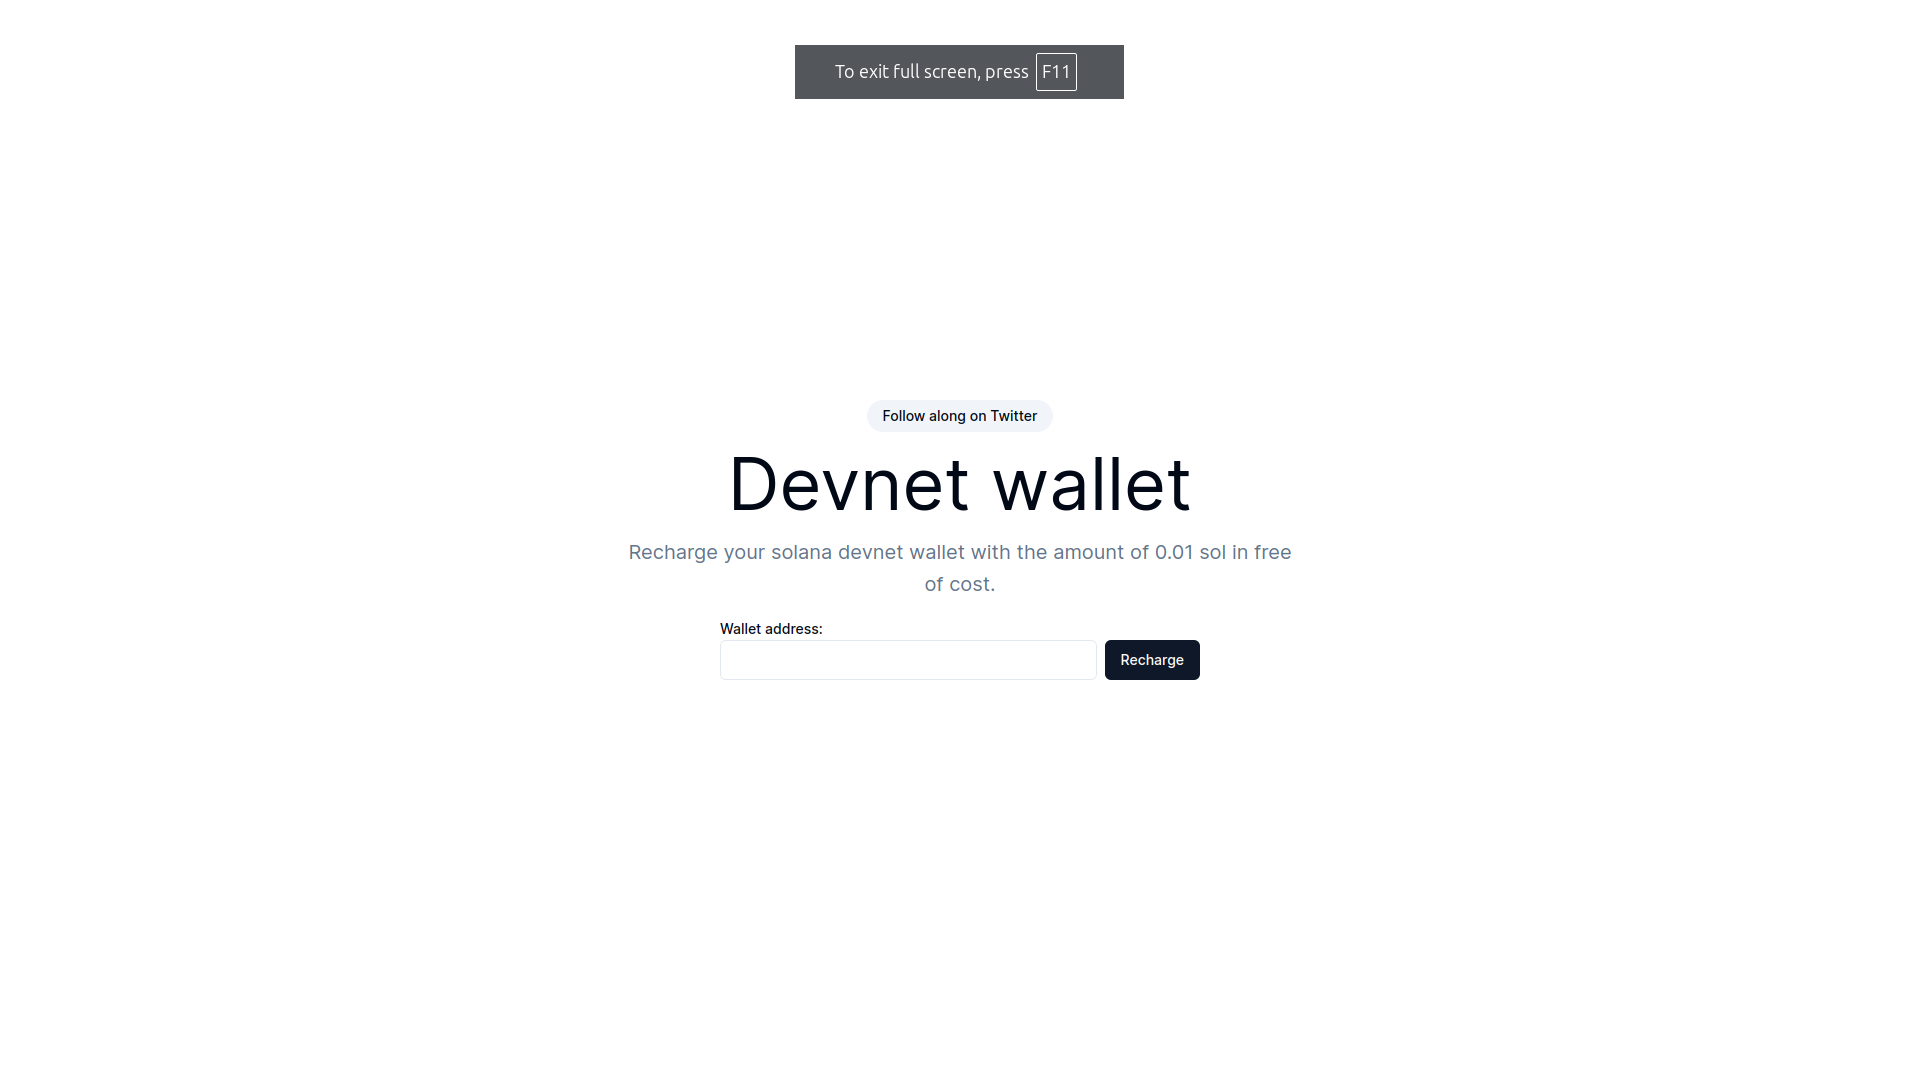 To exit full screen, press F11
Follow along on Twitter
Devnet wallet
Recharge your solana devnet wallet with the amount of 0.01 sol in free
of cost.
Wallet address:
Recharge